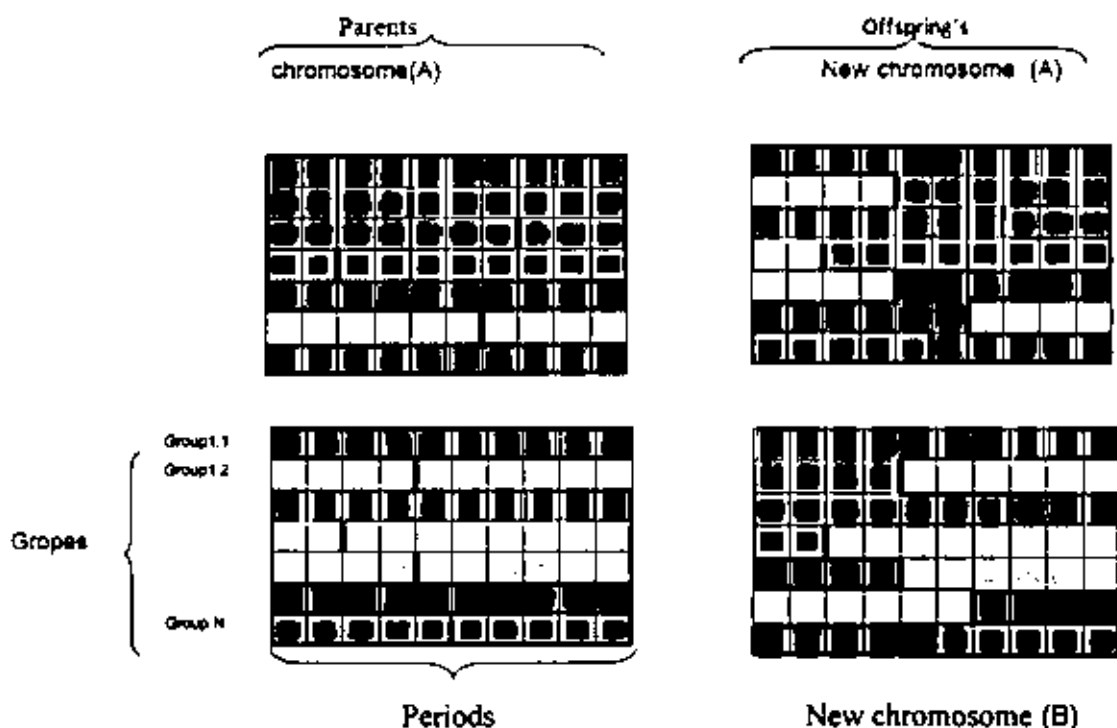 Parents
chromosome(A)
Offspring's
New chromosome (A)
Group1.1
Group1.2
Gropes
Group N
Periods
New chromosome (B)